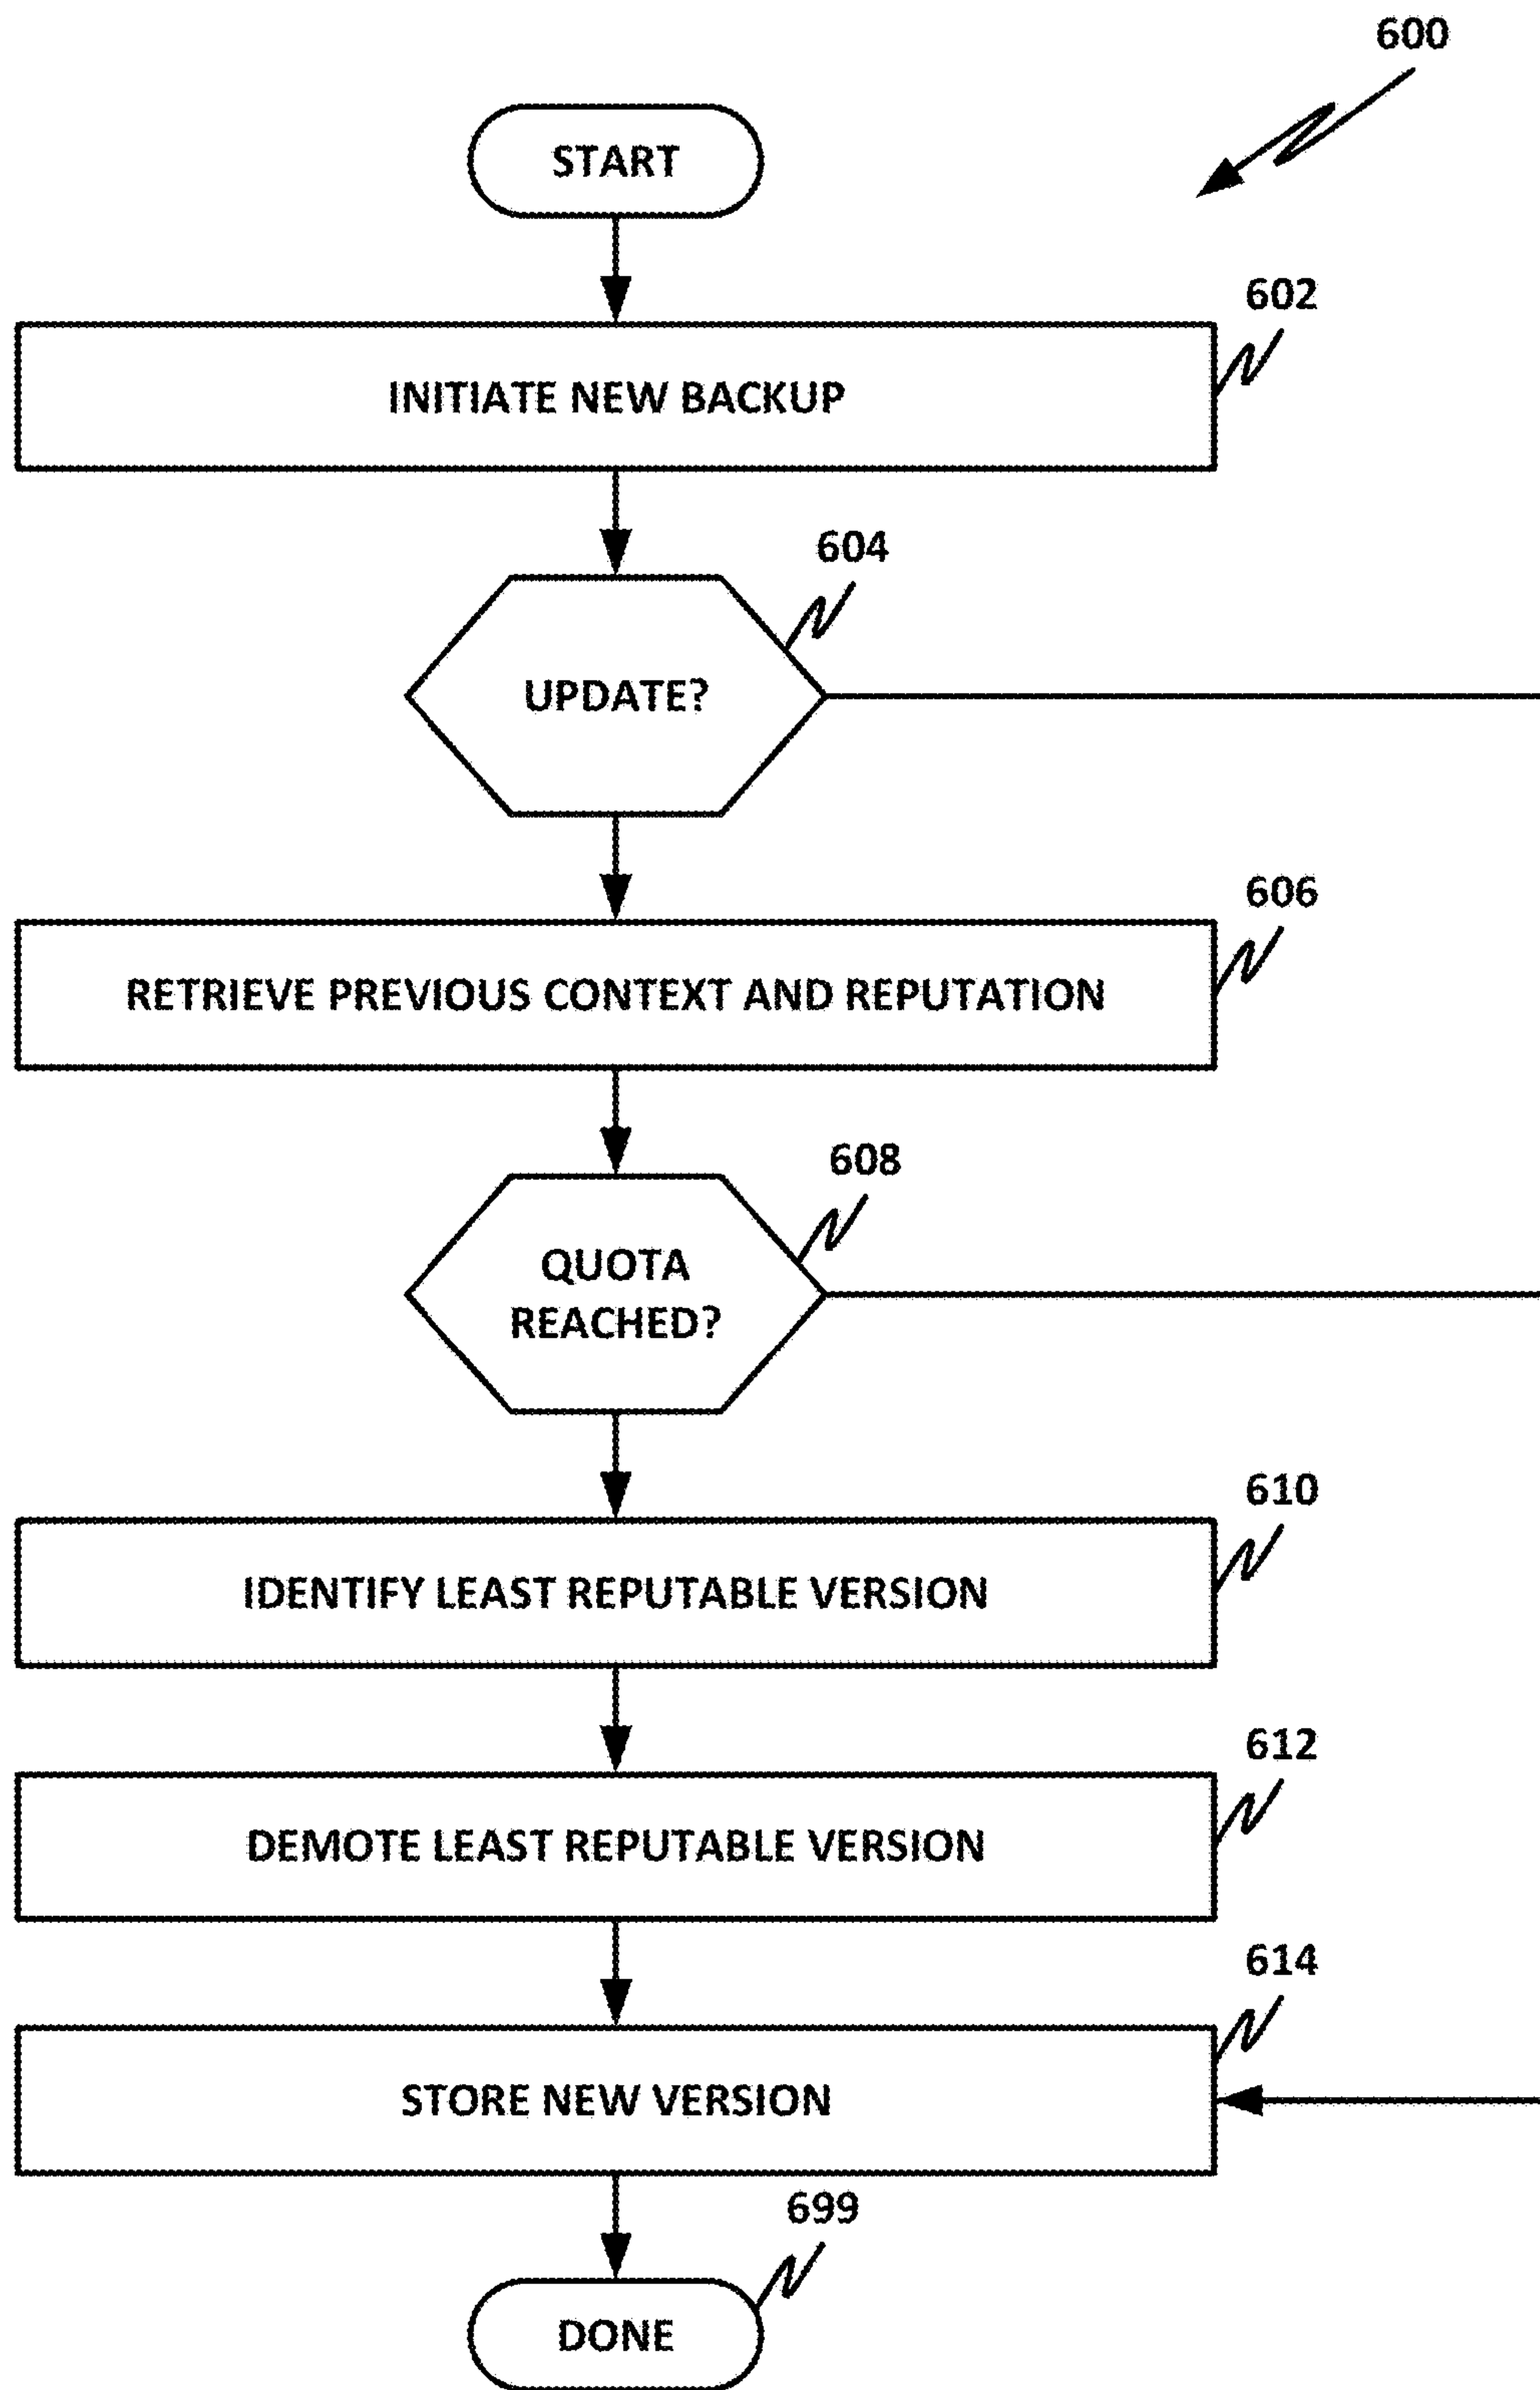 600
START
602
INITIATE NEW BACKUP
604
UPDATE?
606
RETRIEVE PREVIOUS CONTEXT AND REPUTATION
608
QUOTA
REACHED?
610
IDENTIFY LEAST REPUTABLE VERSION
612
DEMOTE LEAST REPUTABLE VERSION
614
STORE NEW VERSION
699
DONE